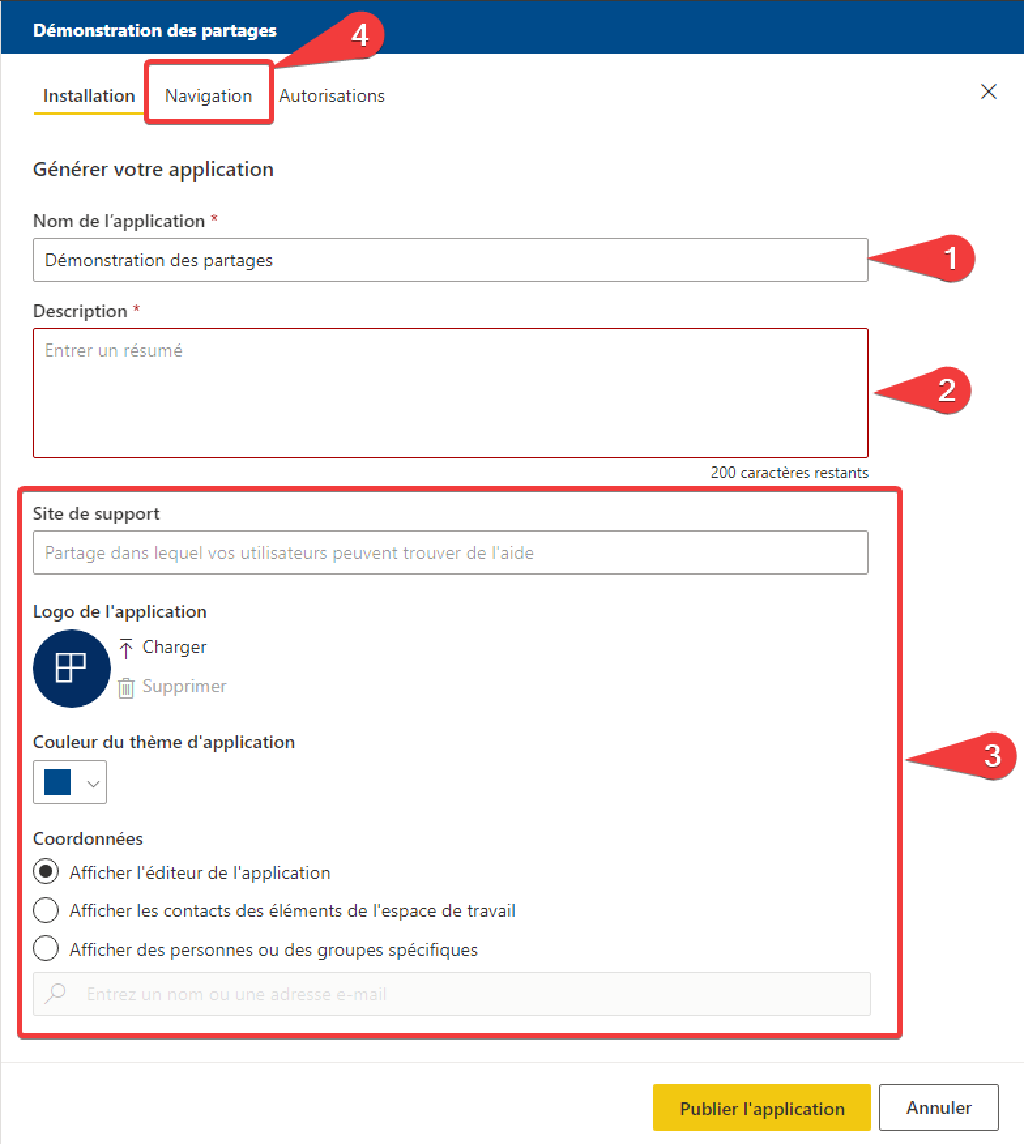 Démonstration des partages
4
Installation Navigation Autorisations
Générer votre application
Nom de l'application *
Démonstration des partages
1
Description *
Entrer un résumé
2
200 caractères restants
Site de support
Partage dans lequel vos utilisateurs peuvent trouver de l'aide
Logo de l'application
Charger
Supprimer
Couleur du thème d'application
3
Coordonnées
Afficher l'éditeur de l'application
Afficher les contacts des éléments de l'espace de travail
Afficher des personnes ou des groupes spécifiques
Entrez un nom ou une adresse e-mail
Publier l'application Annuler